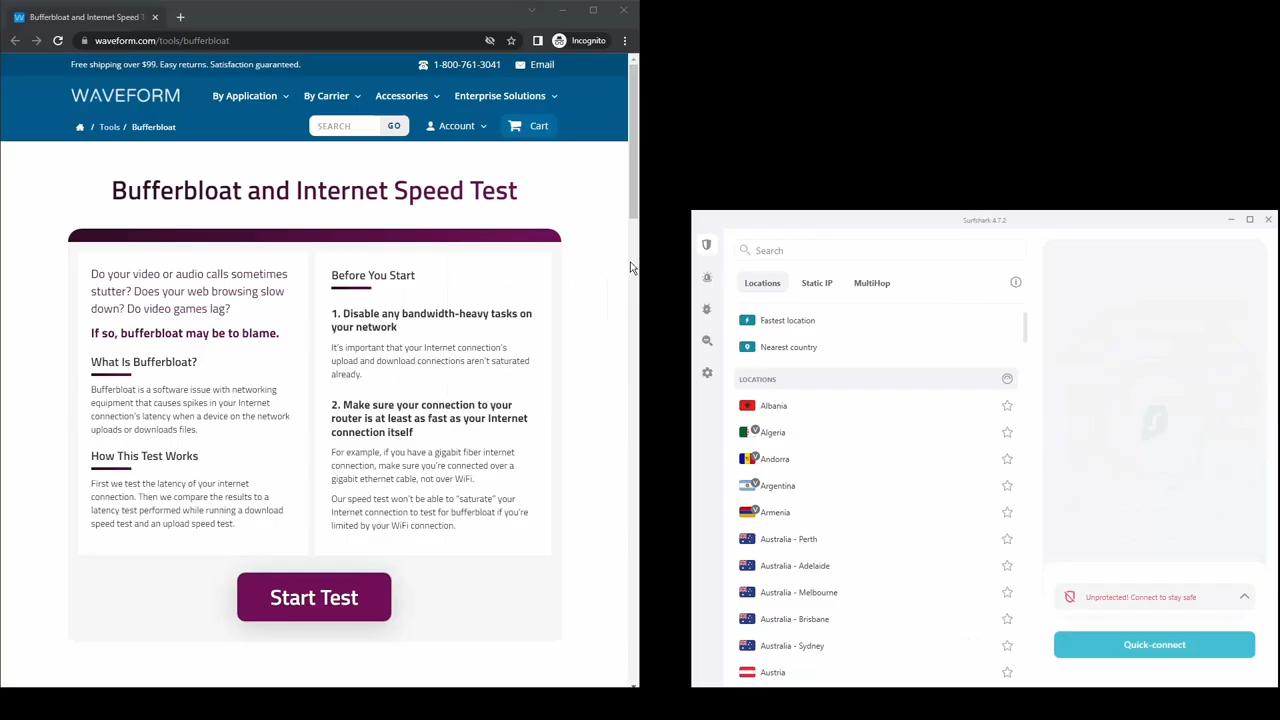 Bufferbloat and Internet Speed T
waveform.com/tools/bufferbloat
Incognito
Free shipping over $99. Easy returns. Satisfaction guaranteed.
1-800-761-3041
Email
WAVEFORM
By Application
By Carrier
Accessories
Enterprise Solutions
/ Tools / Bufferbloat
SEARCH
GO
Account
Cart
Bufferbloat and Internet Speed Test
Do your video or audio calls sometimes
stutter? Does your web browsing slow
down? Do video games lag?
If so, bufferbloat may be to blame.
What Is Bufferbloat?
Bufferbloat is a software issue with networking
equipment that causes spikes in your Internet
connection's latency when a device on the network
uploads or downloads files.
How This Test Works
First we test the latency of your internet
connection. Then we compare the results to a
latency test performed while running a download
speed test and an upload speed test.
Before You Start
1. Disable any bandwidth-heavy tasks on
your network
It's important that your Internet connection's
upload and download connections aren't saturated
already.
2. Make sure your connection to your
router is at least as fast as your Internet
connection itself
For example, if you have a gigabit fiber internet
connection, make sure you're connected over a
gigabit ethernet cable, not over WiFi.
Our speed test won't be able to "saturate" your
Internet connection to test for bufferbloat if you're
limited by your WiFi connection.
Start Test
Surfshark 4.7.2
Search
Locations
Static IP
MultiHop
Fastest location
Nearest country
LOCATIONS
Albania
Algeria
Andorra
Argentina
Armenia
Australia - Perth
Australia - Adelaide
Australia - Melbourne
Australia - Brisbane
Australia - Sydney
Austria
Unprotected! Connect to stay safe
Quick-connect